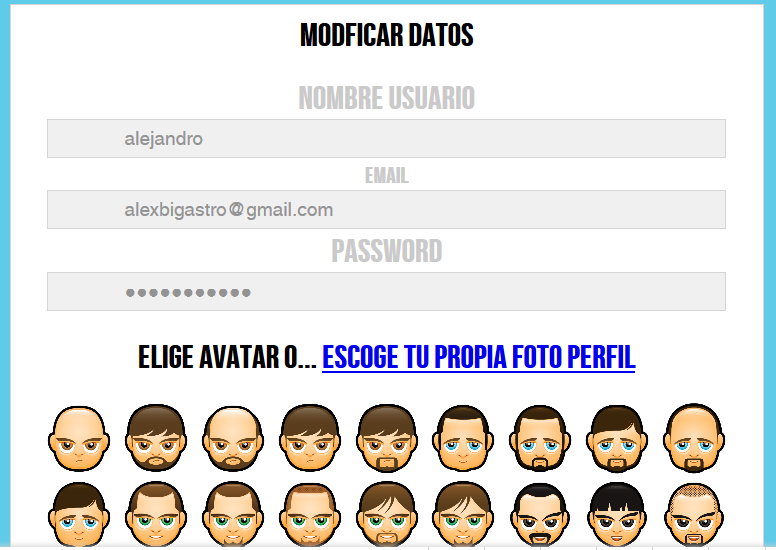 MODFICAR DATOS
NOMBRE USUARIO
alejandro
EMAIL
alexbigastro@gmail.com
PASSWORD
●●●●●●●●●●●
ELIGE AVATAR O... ESCOGE TU PROPIA FOTO PERFIL